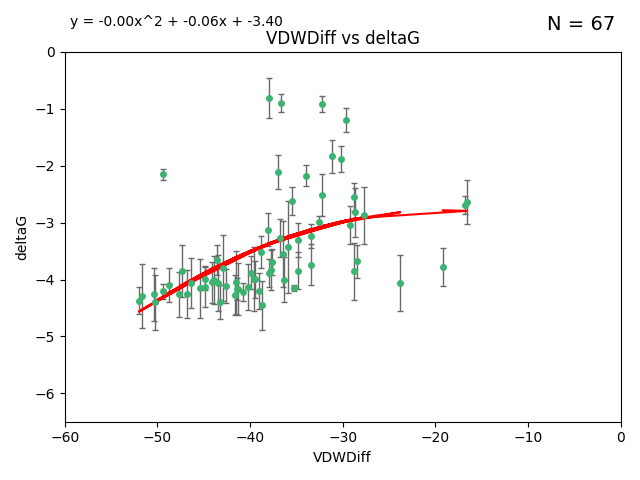 y = -0.00x^2 + -0.06x + -3.40
N = 67
VDWDiff vs deltaG
0
−1
−2
−3
−4
−5
−6
deltaG
−60
−50
−40
−30
−20
−10
0
VDWDiff